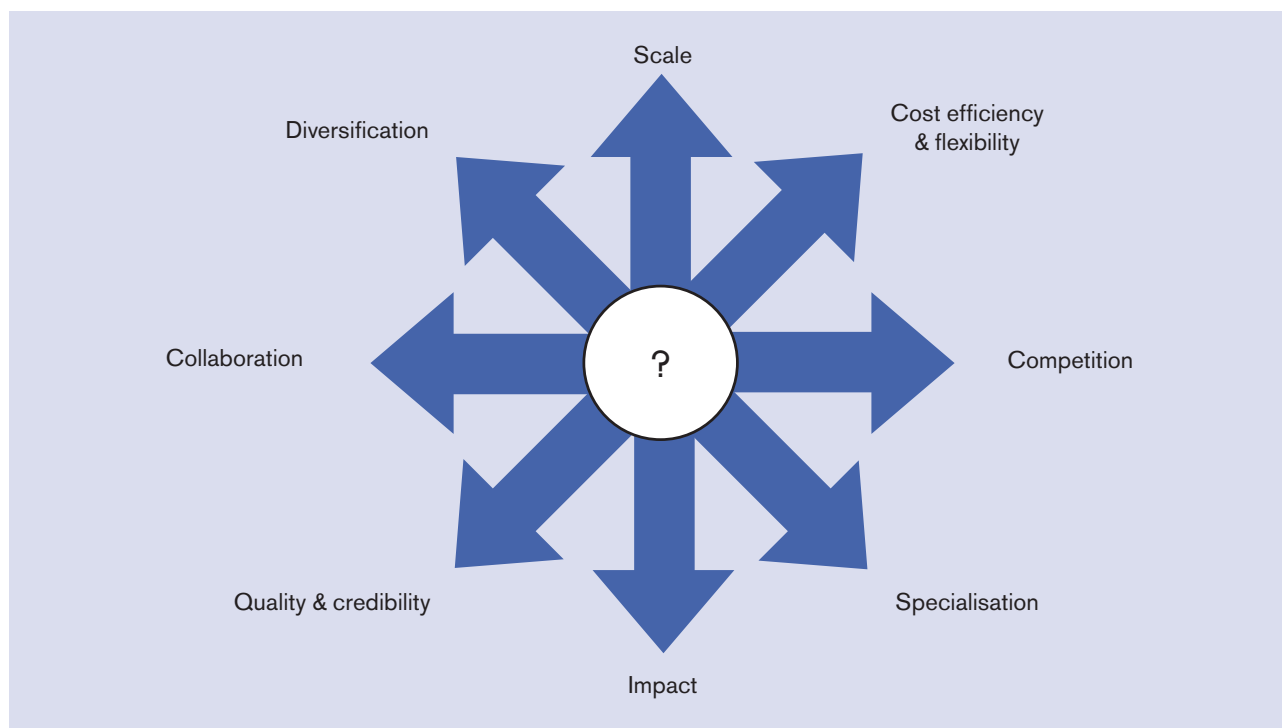 Scale
Diversification
Cost efficiency
& flexibility
Collaboration
?
Competition
Quality & credibility
Specialisation
Impact